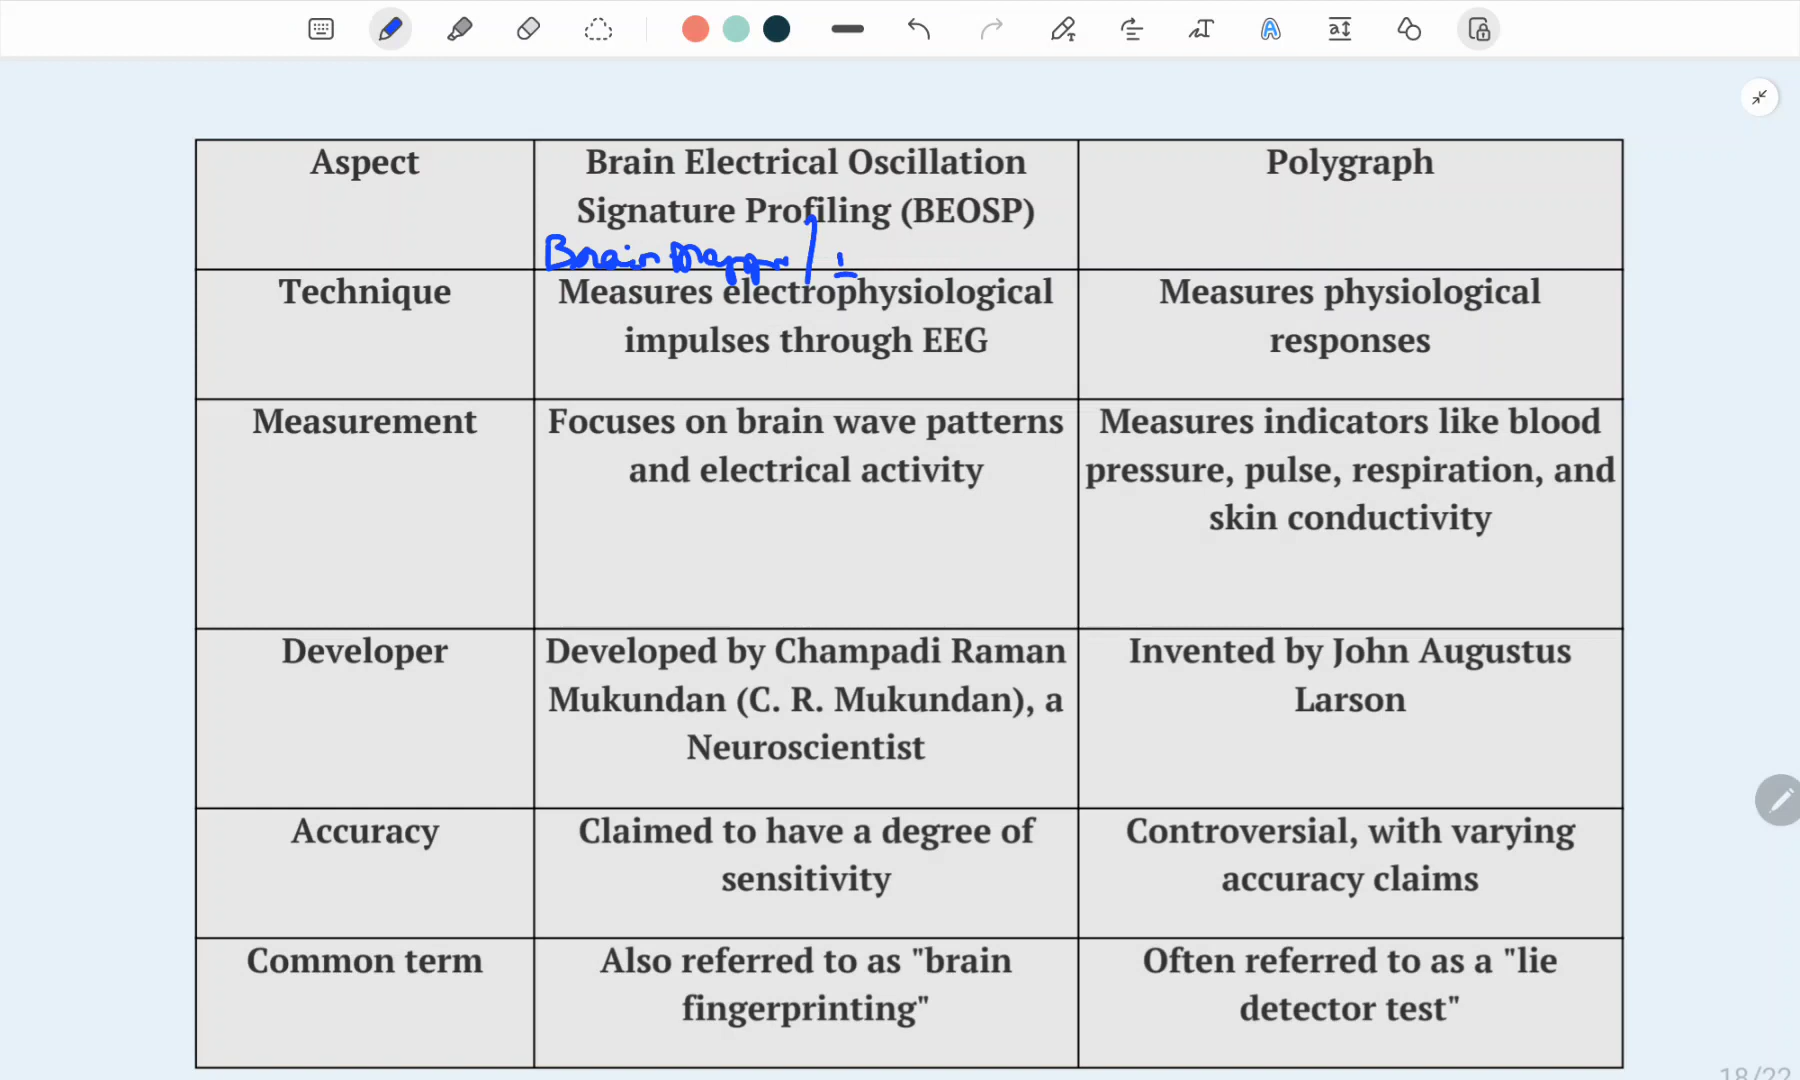 Aspect
Brain Electrical Oscillation
Signature Profiling (BEOSP)
Brain Mapping /
Polygraph
Technique
Measures electrophysiological
impulses through EEG
Measures physiological
responses
Measurement
Focuses on brain wave patterns
and electrical activity
Measures indicators like blood
pressure, pulse, respiration, and
skin conductivity
Developer
Developed by Champadi Raman
Mukundan (C. R. Mukundan), a
Neuroscientist
Invented by John Augustus
Larson
Accuracy
Claimed to have a degree of
sensitivity
Controversial, with varying
accuracy claims
Common term
Also referred to as "brain
fingerprinting"
Often referred to as a "lie
detector test"
18/22